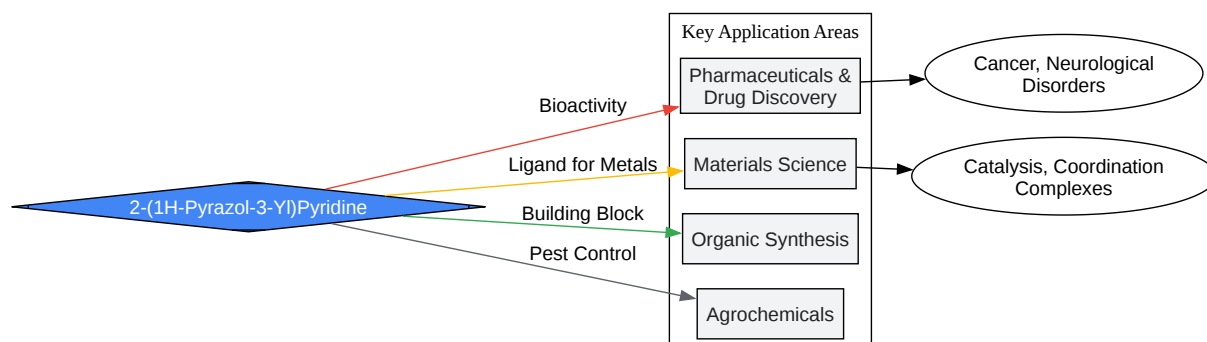 Key Application Areas
Pharmaceuticals &
Drug Discovery
Cancer, Neurological
Disorders
Bioactivity
Ligand for Metals
Materials Science
Catalysis, Coordination
Complexes
2-(1H-Pyrazol-3-Yl)Pyridine
Building Block
Organic Synthesis
Pest Control
Agrochemicals